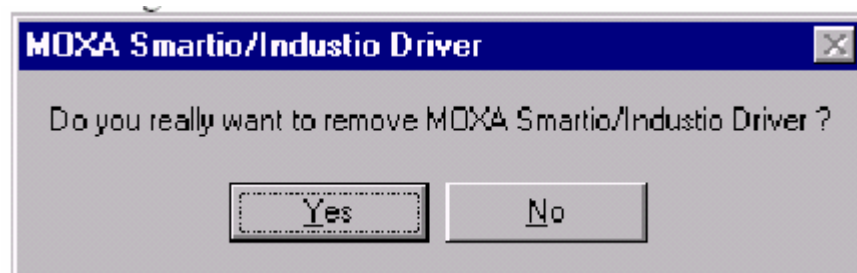 MOXA Smartio/Industio Driver
Do you really want to remove MOXA Smartio/Industio Driver ?
Yes No